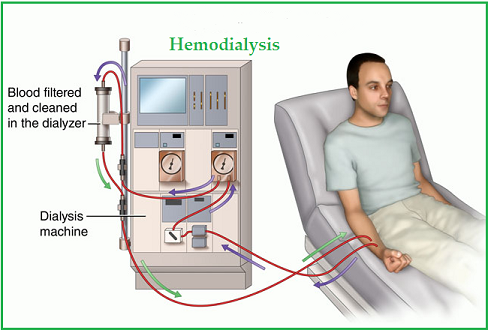 Hemodialysis
Blood filtered
and cleaned
in the dialyzer
Dialysis
machine